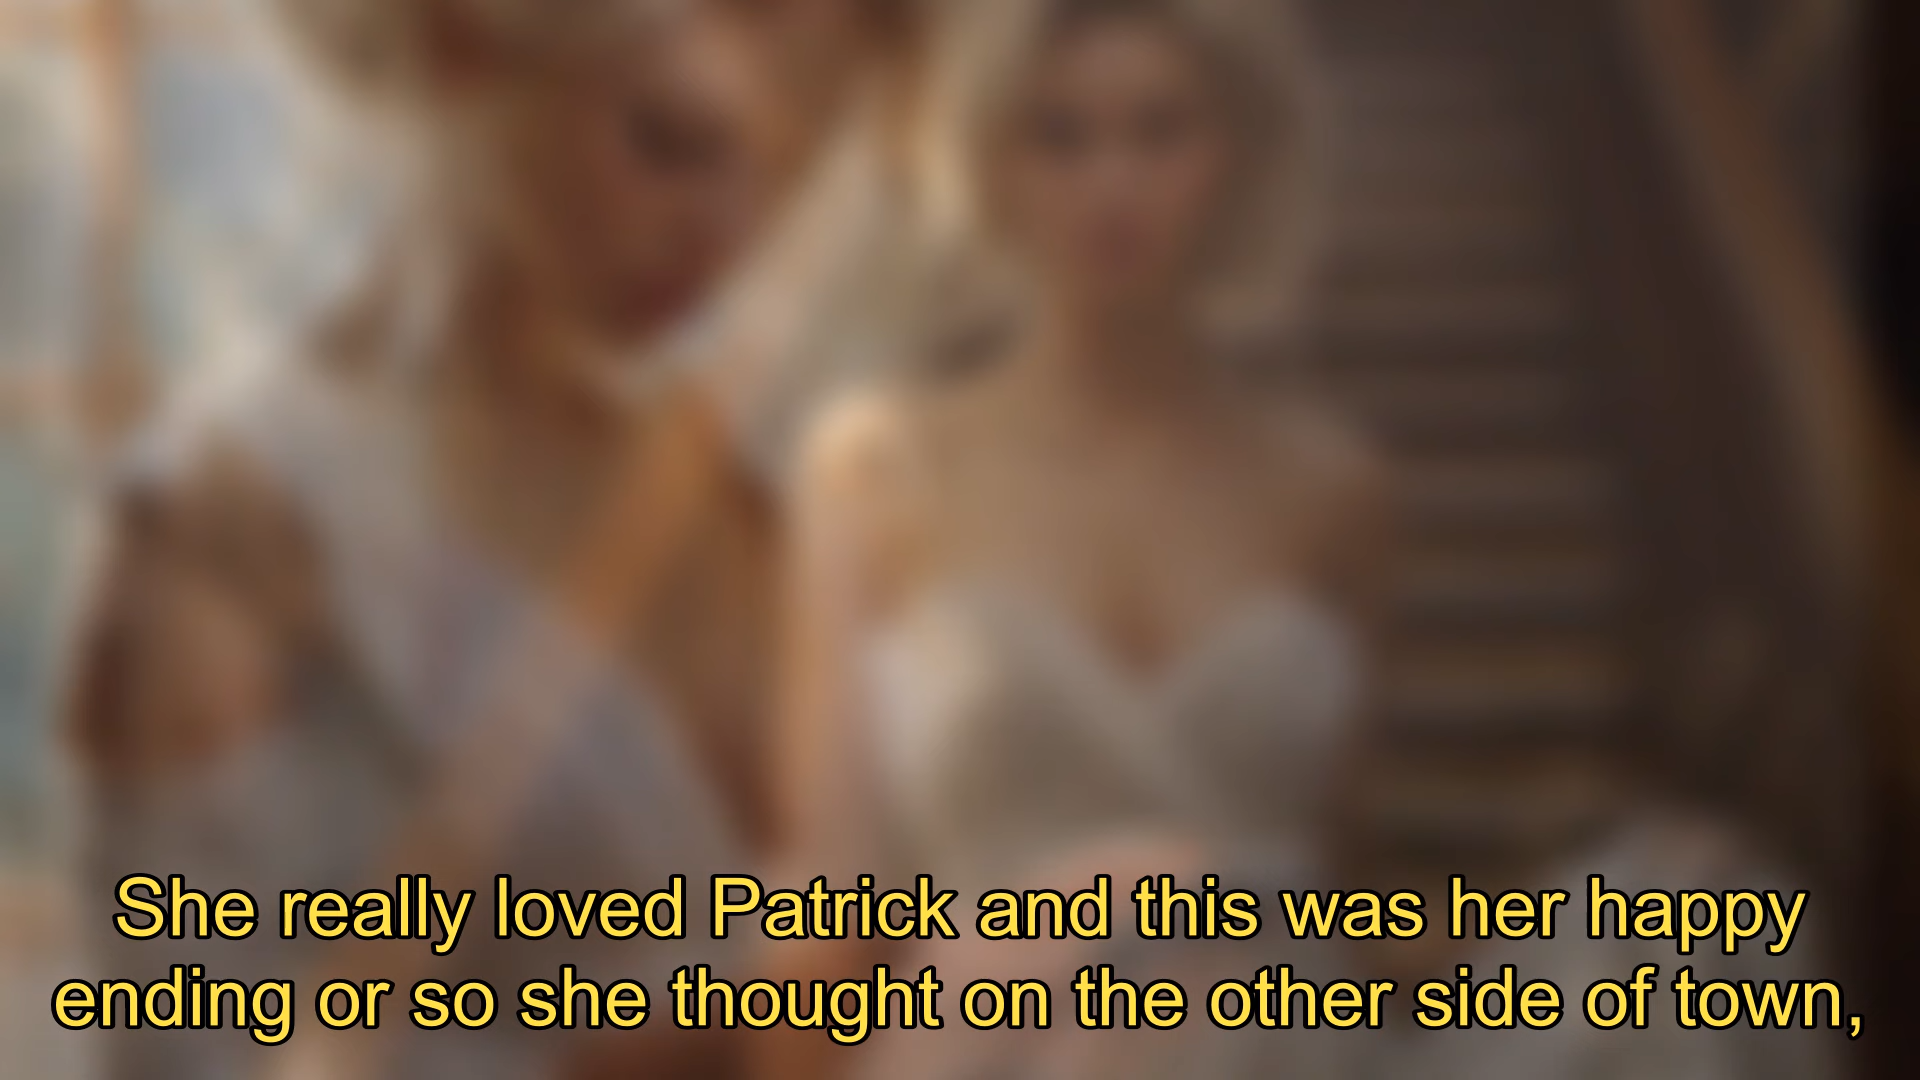 She really loved Patrick and this was her happy
ending or so she thought on the other side of town,